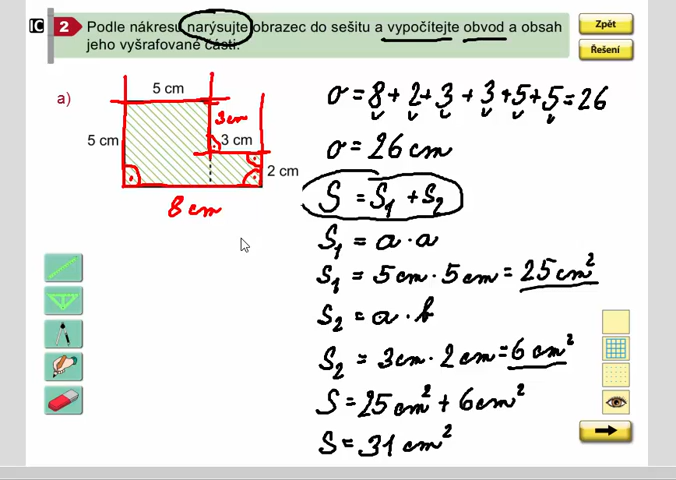 IC 2 Podle nákresu narýsujte obrazec do sešitu a vypočítejte obvod a obsah
jeho vyšrafované části.
Zpět
Řešení
a)
5 cm
3cm
5 cm
3 cm
2 cm
8 cm
σ = 8 + 2 + 3 + 3 + 5 + 5 = 26
σ = 26 cm
S = S₁ + S₂
S₁ = a · a
S₁ = 5 cm · 5 cm = 25 cm²
S₂ = a · b
S₂ = 3 cm · 2 cm = 6 cm²
S = 25 cm² + 6 cm²
S = 31 cm²